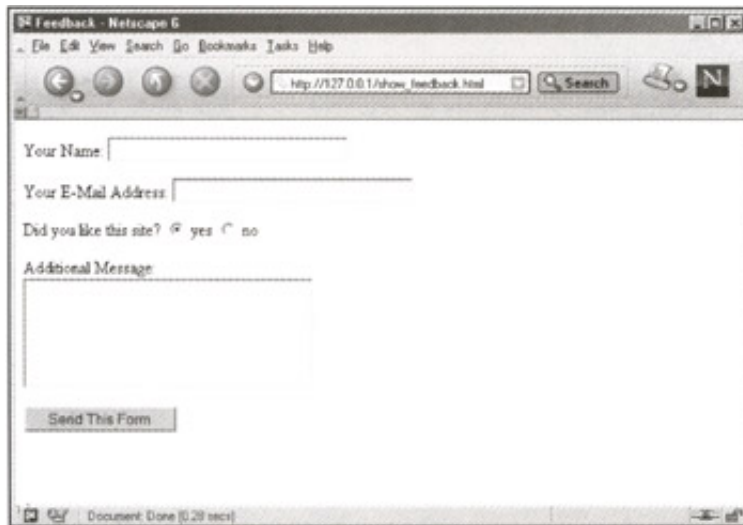 Feedback - Netscape 6
File Edit View Search Go Bookmarks Tasks Help
http://127.0.0.1/show_feedback.html Search N
Your Name:
Your E-Mail Address:
Did you like this site? yes no
Additional Message:
Send This Form
Document: Done (0.28 secs)